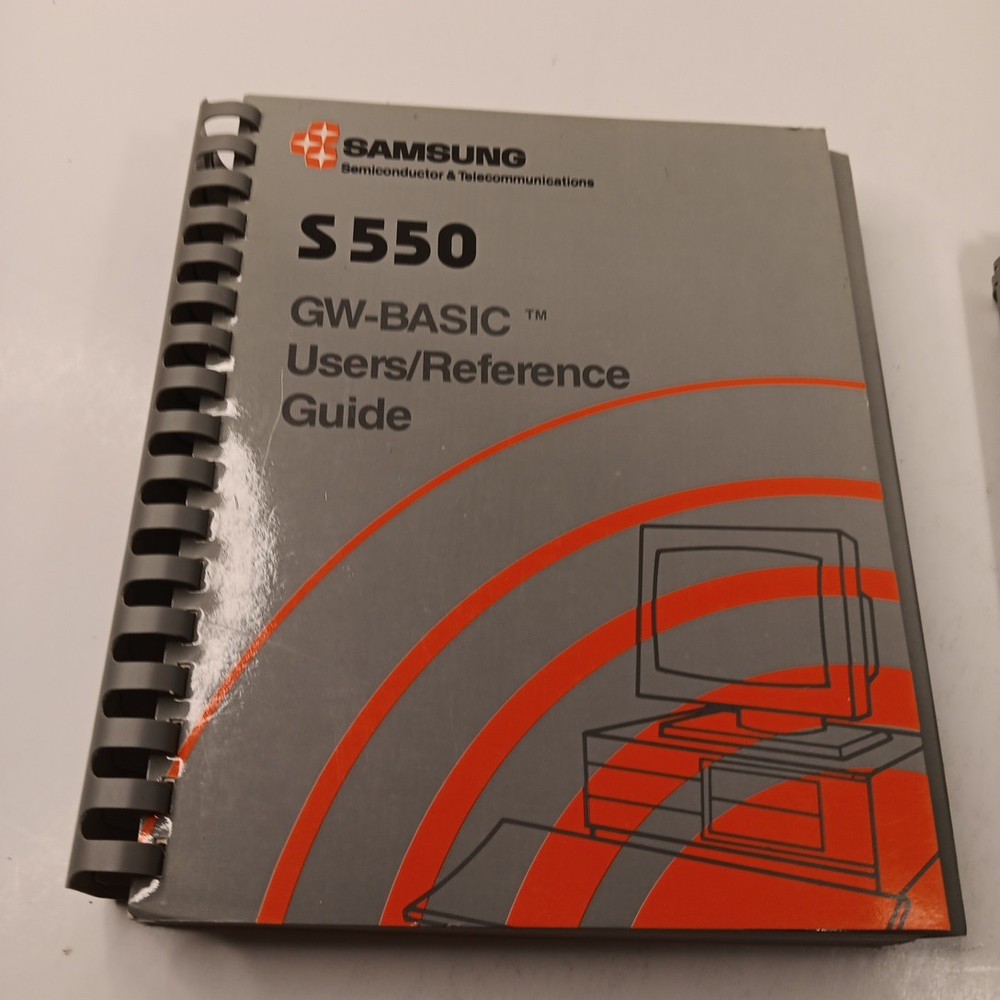 SAMSUNG
Semiconductor & Telecommunications
S550
GW-BASIC ™
Users/Reference
Guide